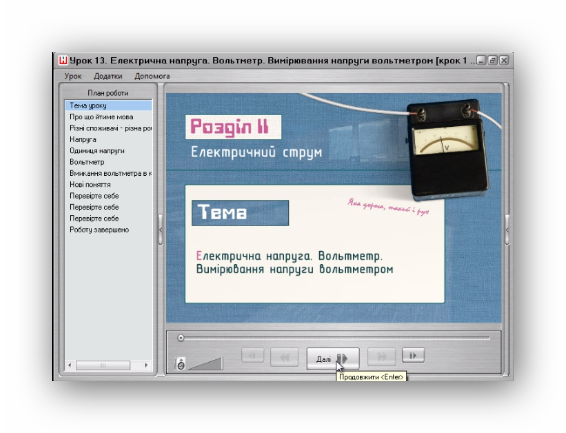 Урок 13. Електрична напруга. Вольтметр. Вимірювання напруги вольтметром [крок 1 ...
Урок Додатки Допомога
План роботи
Тема уроку
Про що йтиме мова
Різні споживачі - різна ро
Напруга
Одиниця напруги
Вольтметр
Вмикання вольтметра в к
Нові поняття
Перевірте себе
Перевірте себе
Перевірте себе
Роботу завершено
Розділ II
Електричний струм
V
Тема
Яка дорога, такий і рух
Електрична напруга. Вольтметр.
Вимірювання напруги вольтметром
Далі
Продовжити <Enter>